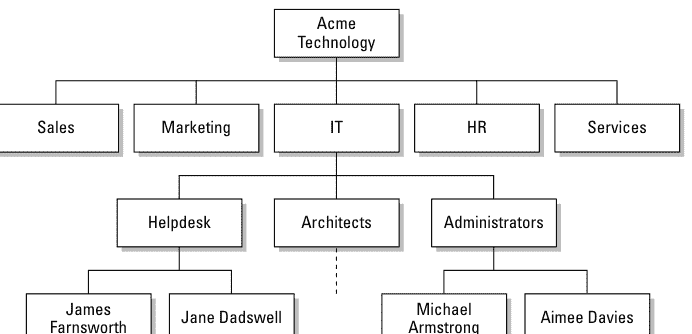 Acme
Technology
Sales
Marketing
IT
HR
Services
Helpdesk
Architects
Administrators
James
Farnsworth
Jane Dadswell
Michael
Armstrong
Aimee Davies